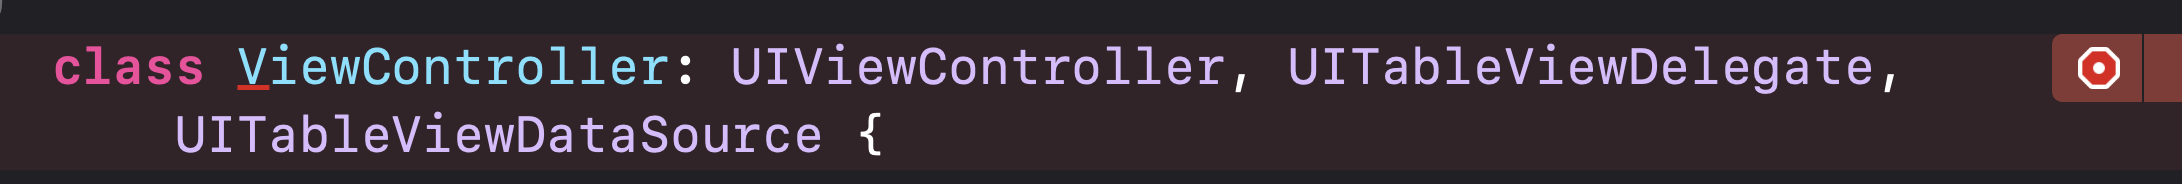 class ViewController: UIViewController, UITableViewDelegate,
UITableViewDataSource {